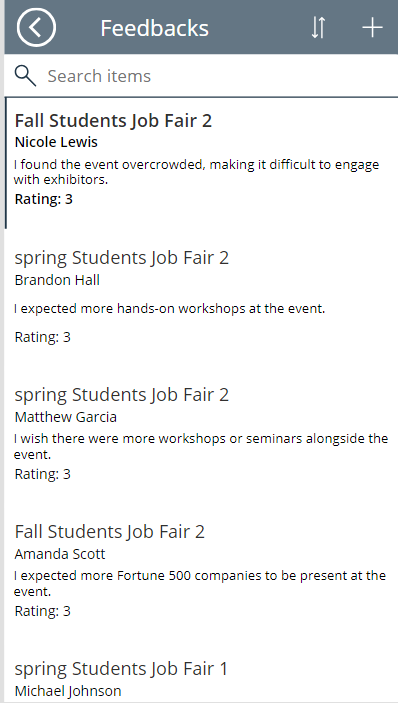 Feedbacks
Search items
Fall Students Job Fair 2
Nicole Lewis
I found the event overcrowded, making it difficult to engage
with exhibitors.
Rating: 3
spring Students Job Fair 2
Brandon Hall
I expected more hands-on workshops at the event.
Rating: 3
spring Students Job Fair 2
Matthew Garcia
I wish there were more workshops or seminars alongside the
event.
Rating: 3
Fall Students Job Fair 2
Amanda Scott
I expected more Fortune 500 companies to be present at the
event.
Rating: 3
spring Students Job Fair 1
Michael Johnson